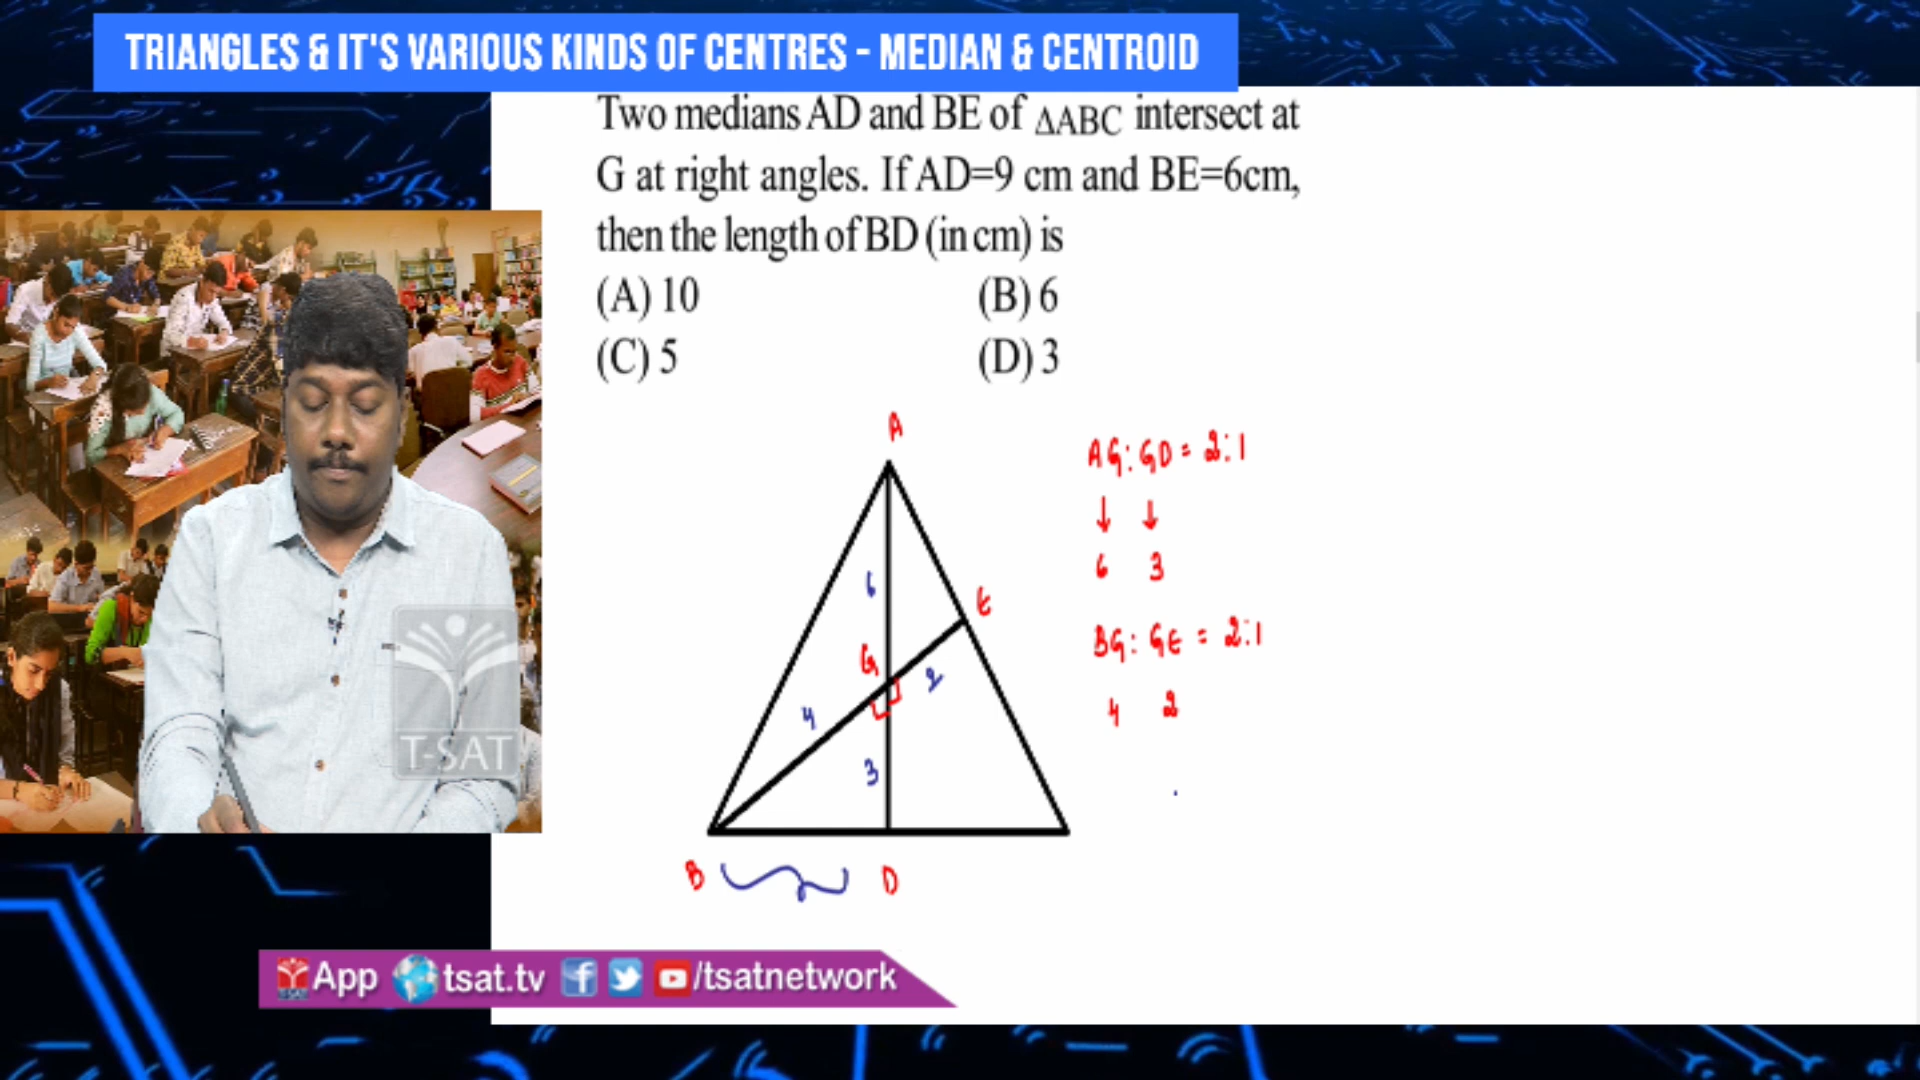 TRIANGLES & IT'S VARIOUS KINDS OF CENTRES - MEDIAN & CENTROID
Two medians AD and BE of ΔABC intersect at
G at right angles. If AD=9 cm and BE=6cm,
then the length of BD (in cm) is
(A) 10 (B) 6
(C) 5 (D) 3
A
AG : GD = 2:1
↓ ↓
6 3
6
E
BG : GE = 2:1
G
2
4
4 2
3
B D
T-SAT
T-SAT App tsat.tv /tsatnetwork